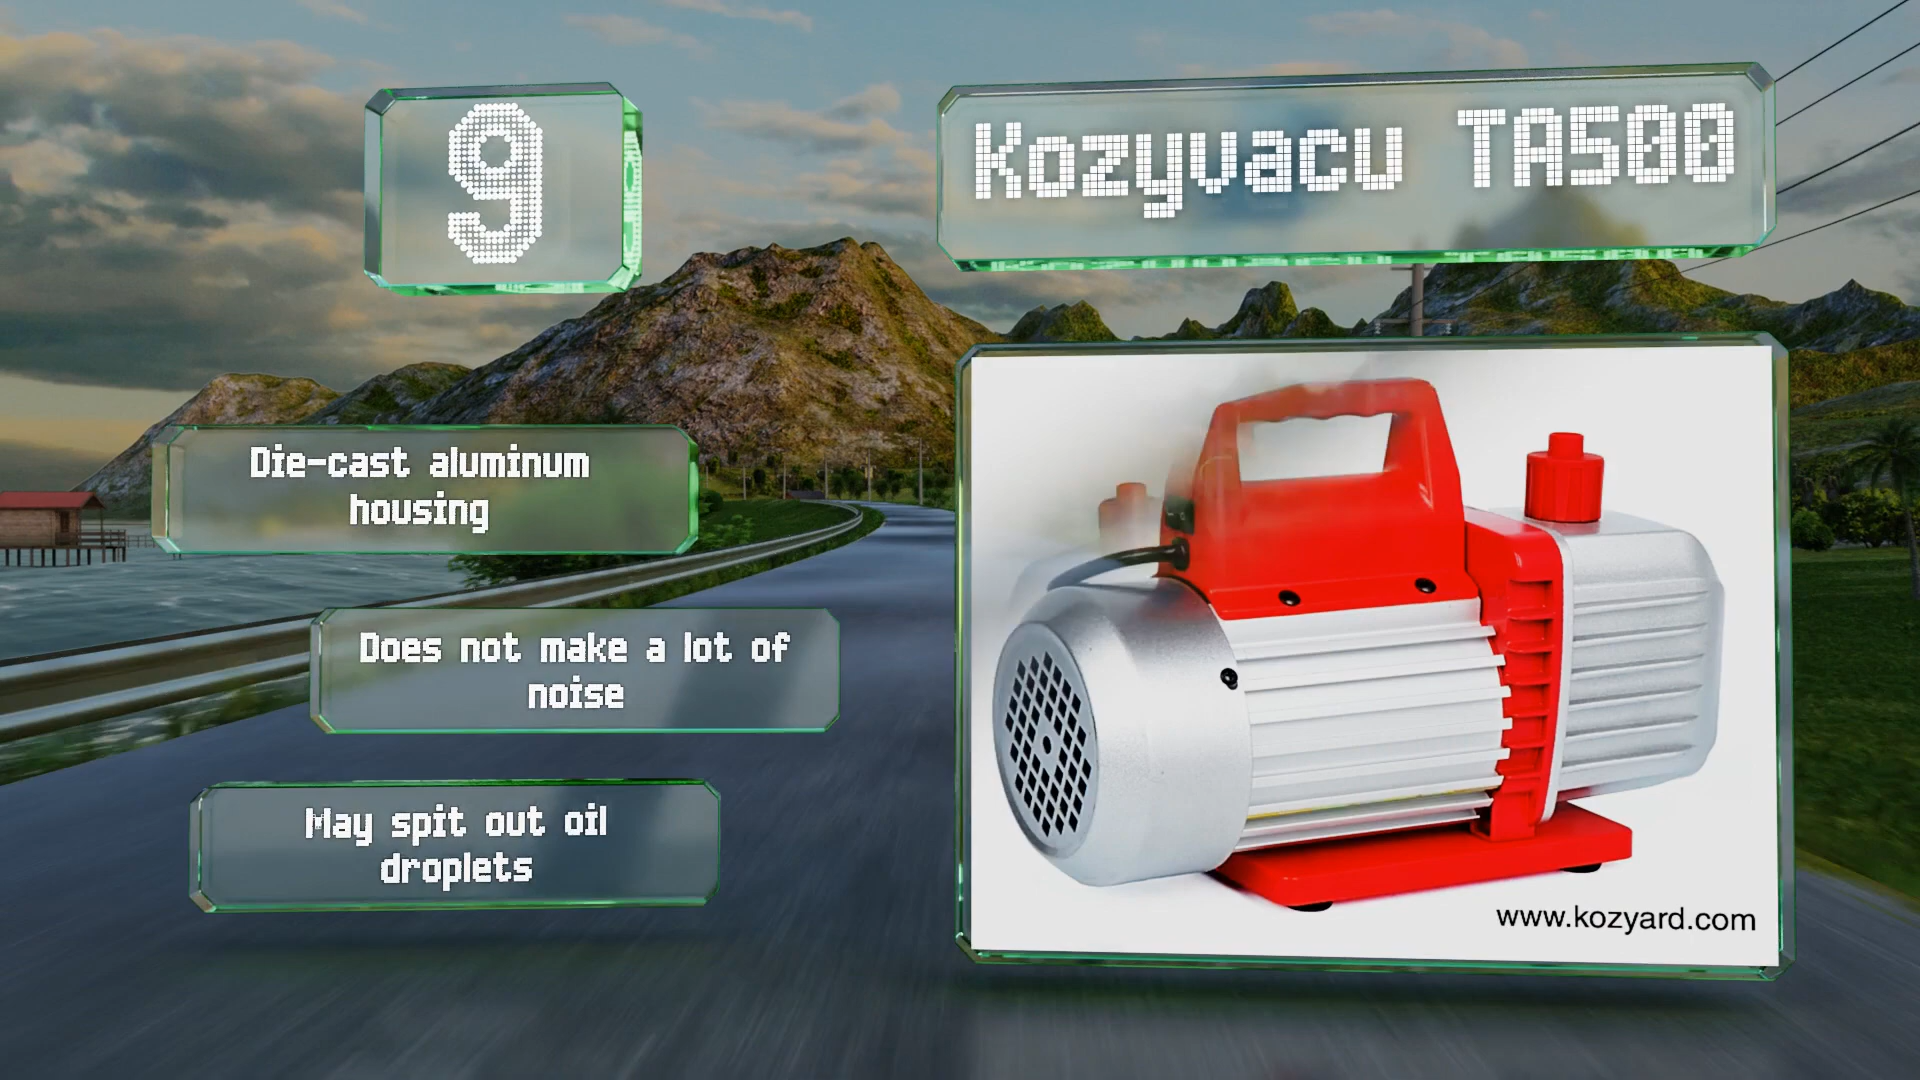 9
Kozyvacu TA500
Die-cast aluminum
housing
Does not make a lot of
noise
May spit out oil
droplets
www.kozyard.com